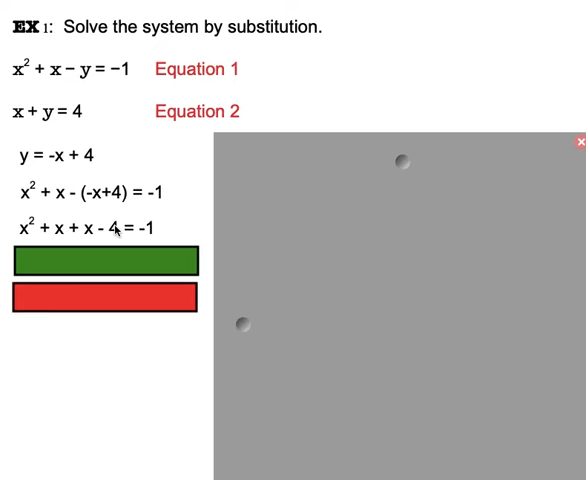 EX 1: Solve the system by substitution.
x² + x − y = −1 Equation 1
x + y = 4 Equation 2
y = -x + 4
x² + x - (-x+4) = -1
x² + x + x - 4 = -1